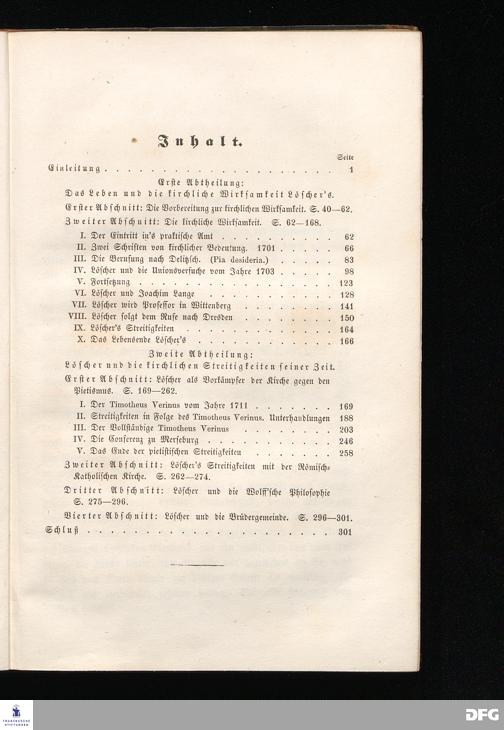 Inhalt.
Seite
Einleitung . . . . . . . . . . . . . . . . . . . . 1
Erste Abtheilung:
Das Leben und die kirchliche Wirksamkeit Löscher's.
Erster Abschnitt: Die Vorbereitung zur kirchlichen Wirksamkeit. S. 40—62.
Zweiter Abschnitt: Die kirchliche Wirksamkeit. S. 62—168.
I. Der Eintritt in's praktische Amt . . . . . . . . . . 62
II. Zwei Schriften von kirchlicher Bedeutung. 1701 . . . . . 66
III. Die Berufung nach Delitzsch. (Pia desideria.) . . . . . 83
IV. Löscher und die Unionsversuche vom Jahre 1703 . . . . . 98
V. Fortsetzung . . . . . . . . . . . . . . . . . 123
VI. Löscher und Joachim Lange . . . . . . . . . . . 128
VII. Löscher wird Professor in Wittenberg . . . . . . . . 141
VIII. Löscher folgt dem Rufe nach Dresden . . . . . . . . 150
IX. Löscher's Streitigkeiten . . . . . . . . . . . . . 164
X. Das Lebensende Löscher's . . . . . . . . . . . . 166
Zweite Abtheilung:
Löscher und die kirchlichen Streitigkeiten seiner Zeit.
Erster Abschnitt: Löscher als Vorkämpfer der Kirche gegen den
Pietismus. S. 169—262.
I. Der Timotheus Verinus vom Jahre 1711 . . . . . . . 169
II. Streitigkeiten in Folge des Timotheus Verinus. Unterhandlungen 188
III. Der Vollständige Timotheus Verinus . . . . . . . . 203
IV. Die Conferenz zu Merseburg . . . . . . . . . . . 246
V. Das Ende der pietistischen Streitigkeiten . . . . . . . 258
Zweiter Abschnitt: Löscher's Streitigkeiten mit der Römisch-
Katholischen Kirche. S. 262—274.
Dritter Abschnitt: Löscher und die Wolff'sche Philosophie
S. 275—296.
Vierter Abschnitt: Löscher und die Brüdergemeinde. S. 296—301.
Schluß . . . . . . . . . . . . . . . . . . . . 301
FRANCKESCHE
STIFTUNGEN
DFG